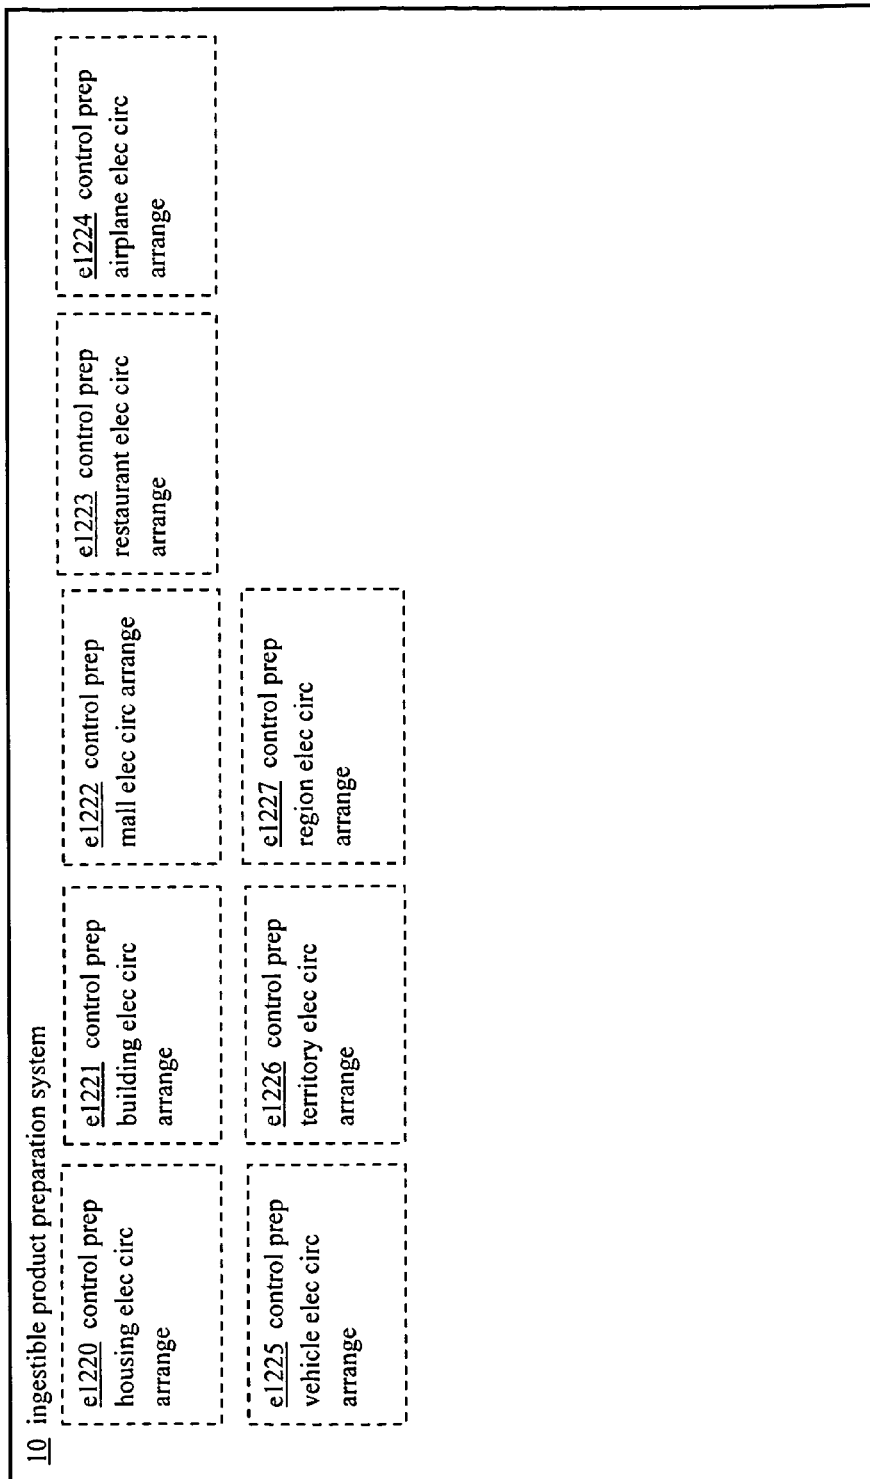 10 ingestible product preparation system
e1220 control prep
housing elec circ
arrange
e1221 control prep
building elec circ
arrange
e1222 control prep
mall elec circ arrange
e1223 control prep
restaurant elec circ
arrange
e1224 control prep
airplane elec circ
arrange
e1225 control prep
vehicle elec circ
arrange
e1226 control prep
territory elec circ
arrange
e1227 control prep
region elec circ
arrange